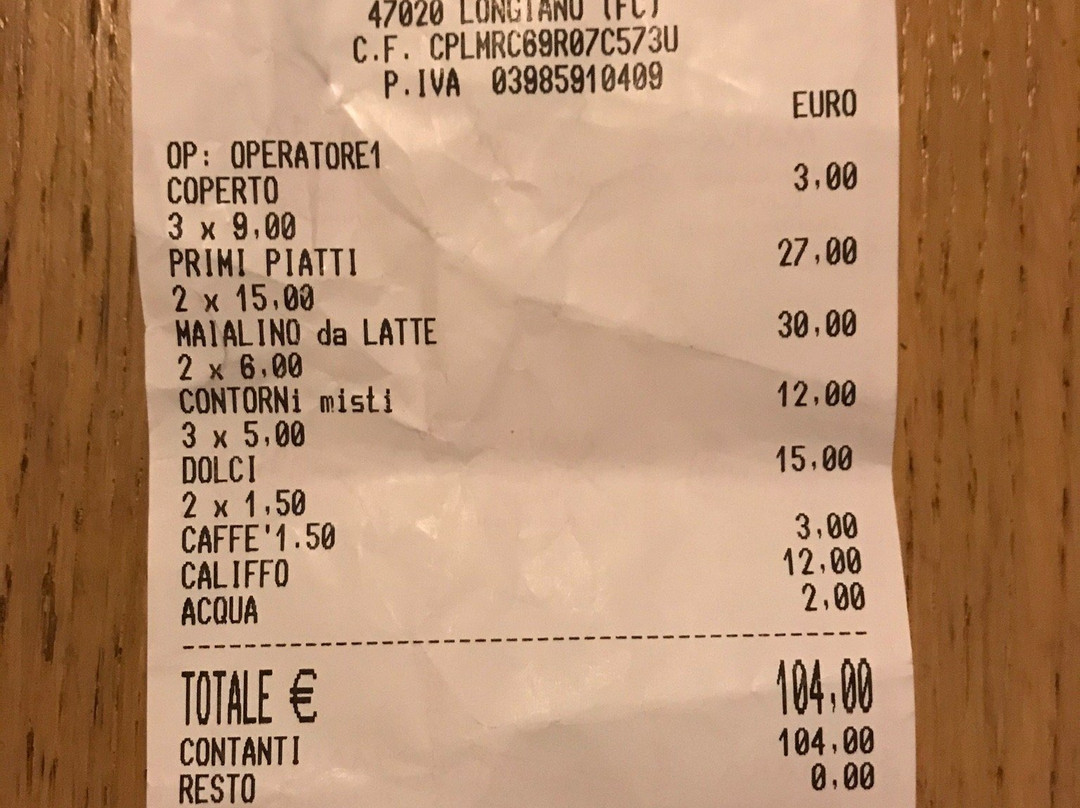 47020 LONGIANO (FC)
C.F. CPLMRC69R07C573U
P.IVA 03985910409
EURO
OP: OPERATORE1
COPERTO 3,00
3 x 9,00
PRIMI PIATTI 27,00
2 x 15,00
MAIALINO da LATTE 30,00
2 x 6,00
CONTORNi misti 12,00
3 x 5,00
DOLCI 15,00
2 x 1,50
CAFFE'1.50 3,00
CALIFFO 12,00
ACQUA 2,00
TOTALE € 104,00
CONTANTI 104,00
RESTO 0,00